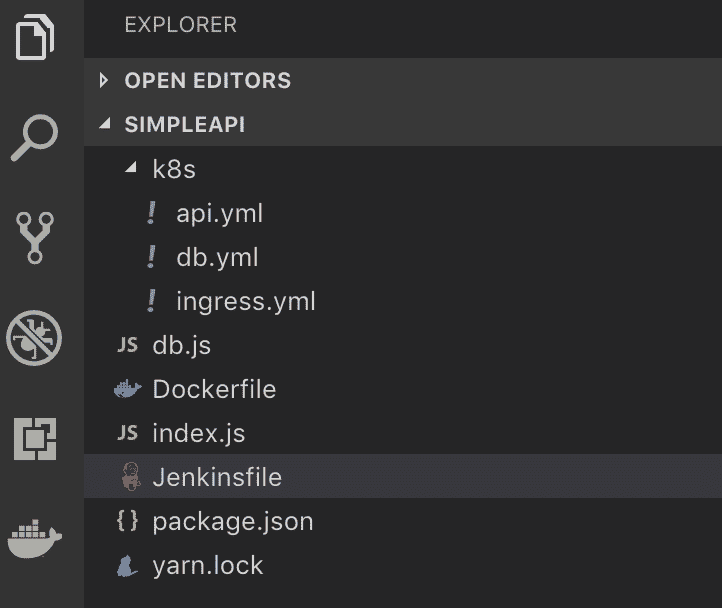 EXPLORER
OPEN EDITORS
SIMPLEAPI
k8s
! api.yml
! db.yml
! ingress.yml
JS db.js
Dockerfile
JS index.js
Jenkinsfile
{ } package.json
yarn.lock